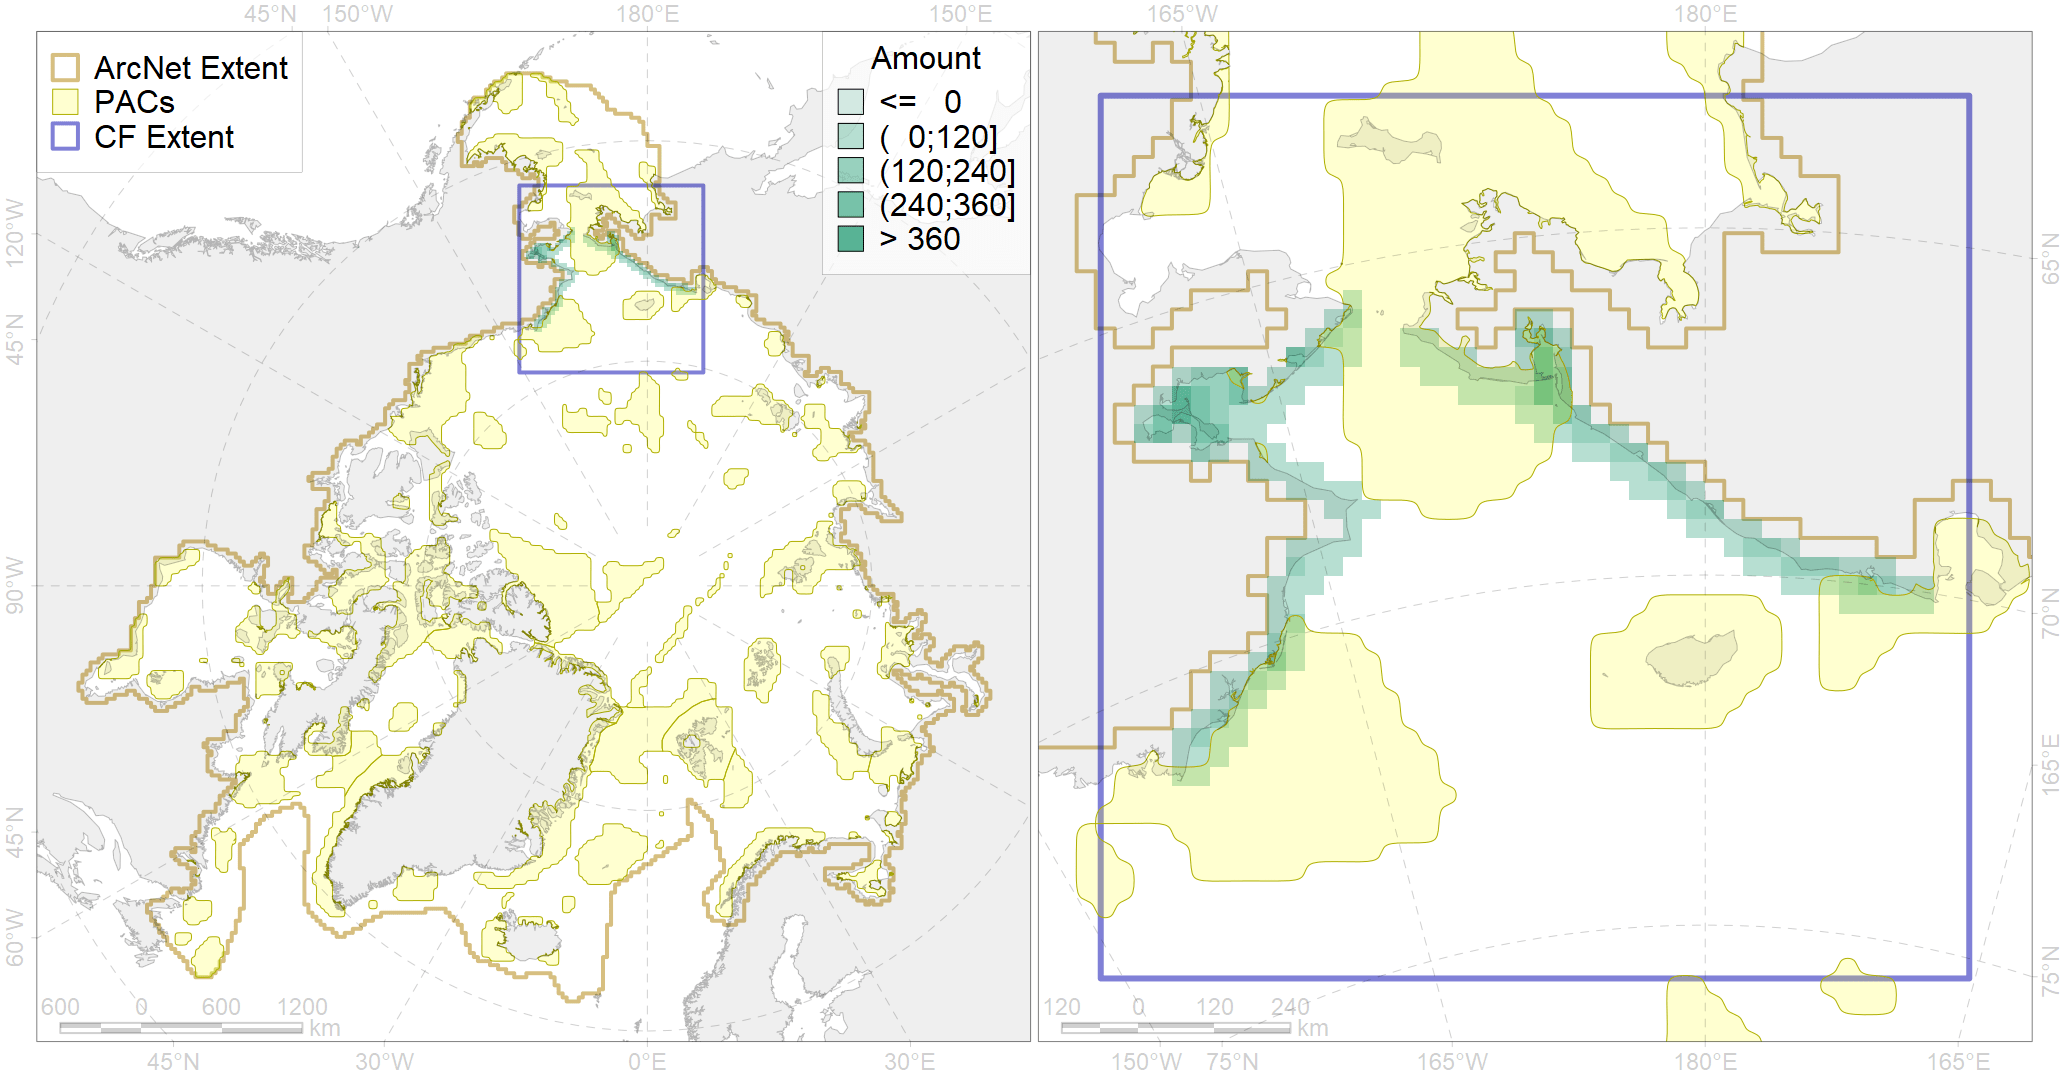 45°N 150°W 180°E 150°E 165°W 180°E
ArcNet Extent
PACs
CF Extent
Amount
<= 0
( 0;120]
(120;240]
(240;360]
> 360
120°W
45°N
90°W
45°N
60°W
65°N
70°N
165°E
75°N
600 0 600 1200
km
120 0 120 240
km
45°N 30°W 0°E 30°E 150°W 75°N 165°W 180°E 165°E